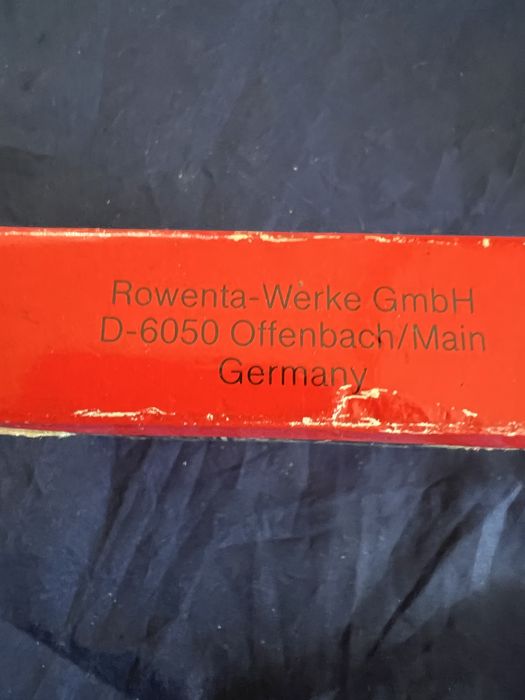 Rowenta-Werke GmbH
D-6050 Offenbach/Main
Germany